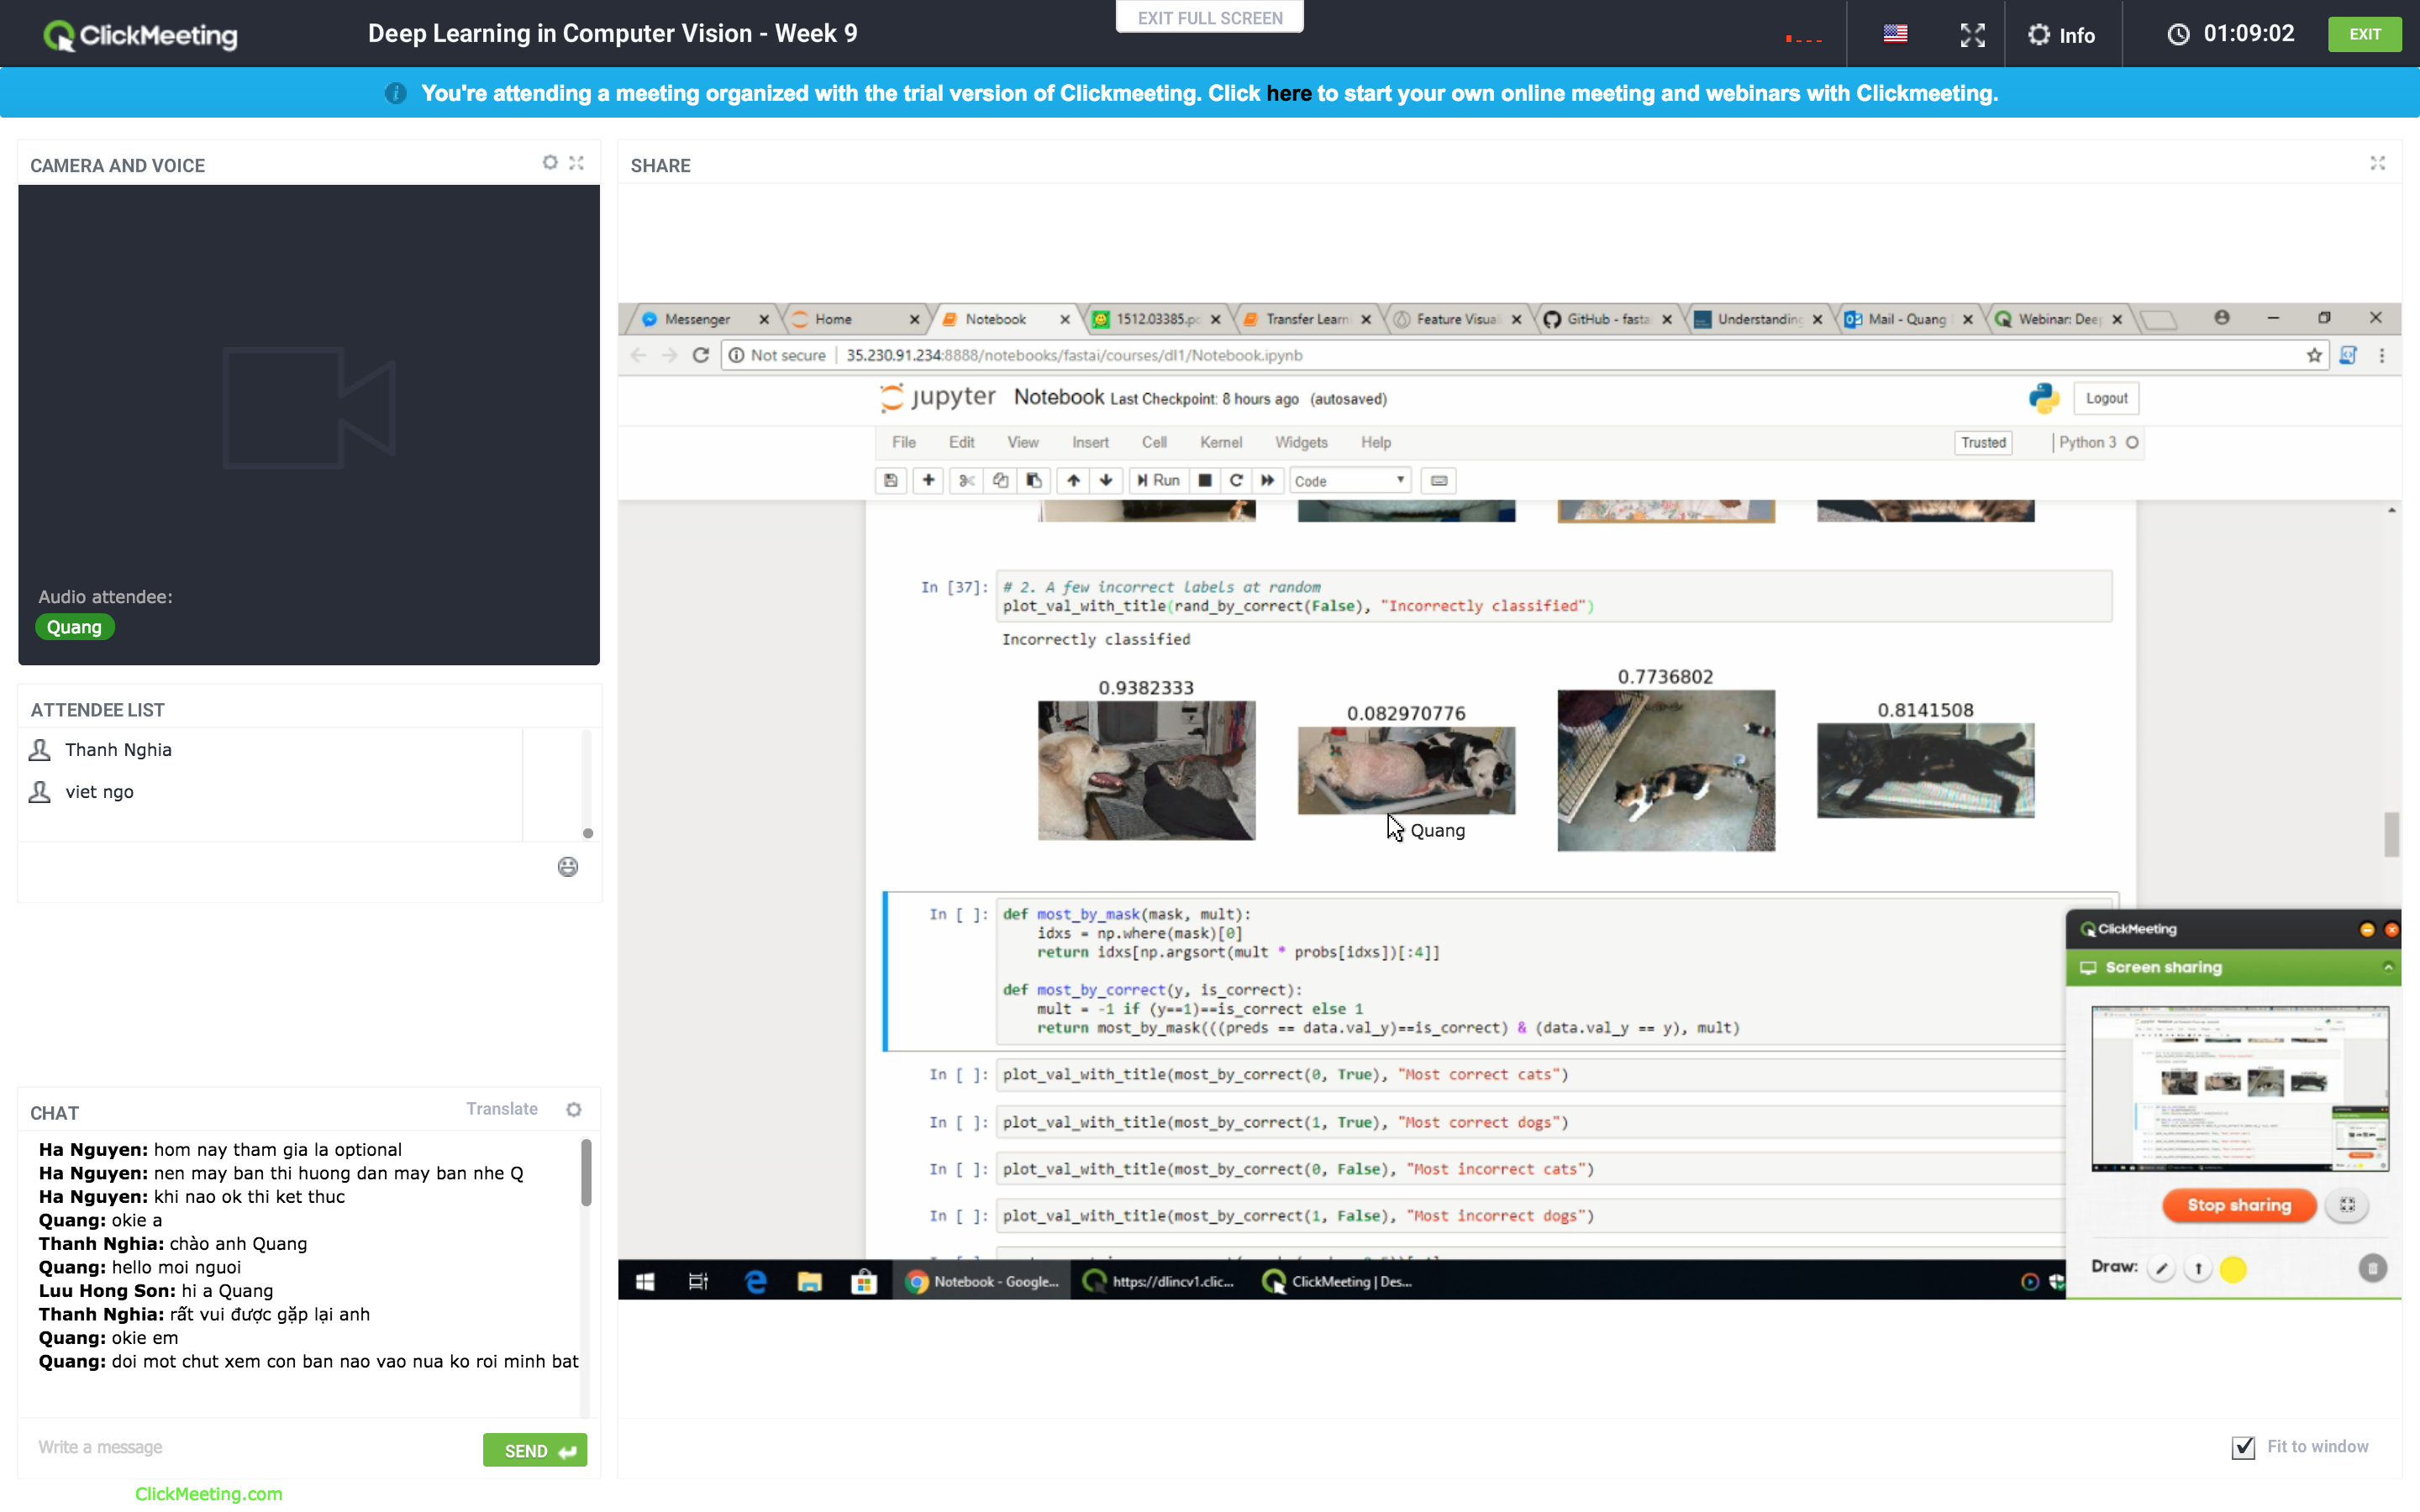 ClickMeeting
Deep Learning in Computer Vision - Week 9
EXIT FULL SCREEN
Info
01:09:02
EXIT
You're attending a meeting organized with the trial version of Clickmeeting. Click here to start your own online meeting and webinars with Clickmeeting.
CAMERA AND VOICE
Audio attendee:
Quang
ATTENDEE LIST
Thanh Nghia
viet ngo
CHAT
Translate
Ha Nguyen: hom nay tham gia la optional
Ha Nguyen: nen may ban thi huong dan may ban nhe Q
Ha Nguyen: khi nao ok thi ket thuc
Quang: okie a
Thanh Nghia: chào anh Quang
Quang: hello moi nguoi
Luu Hong Son: hi a Quang
Thanh Nghia: rất vui được gặp lại anh
Quang: okie em
Quang: doi mot chut xem con ban nao vao nua ko roi minh bat
Write a message
SEND
ClickMeeting.com
SHARE
Messenger
Home
Notebook
1512.03385.pc
Transfer Learn
Feature Visual
GitHub - fasta
Understanding
Mail - Quang
Webinar: Deep
Not secure
35.230.91.234:8888/notebooks/fastai/courses/dl1/Notebook.ipynb
jupyter Notebook Last Checkpoint: 8 hours ago (autosaved)
Logout
File Edit View Insert Cell Kernel Widgets Help
Trusted
Python 3
Run
Code
In [37]: # 2. A few incorrect labels at random
plot_val_with_title(rand_by_correct(False), "Incorrectly classified")
Incorrectly classified
0.9382333
0.082970776
0.7736802
0.8141508
Quang
In [ ]: def most_by_mask(mask, mult):
idxs = np.where(mask)[0]
return idxs[np.argsort(mult * probs[idxs])[:4]]
def most_by_correct(y, is_correct):
mult = -1 if (y==1)==is_correct else 1
return most_by_mask(((preds == data.val_y)==is_correct) & (data.val_y == y), mult)
In [ ]: plot_val_with_title(most_by_correct(0, True), "Most correct cats")
In [ ]: plot_val_with_title(most_by_correct(1, True), "Most correct dogs")
In [ ]: plot_val_with_title(most_by_correct(0, False), "Most incorrect cats")
In [ ]: plot_val_with_title(most_by_correct(1, False), "Most incorrect dogs")
ClickMeeting
Screen sharing
Stop sharing
Draw:
Notebook - Google...
https://dlincv1.clic...
ClickMeeting | Des...
Fit to window